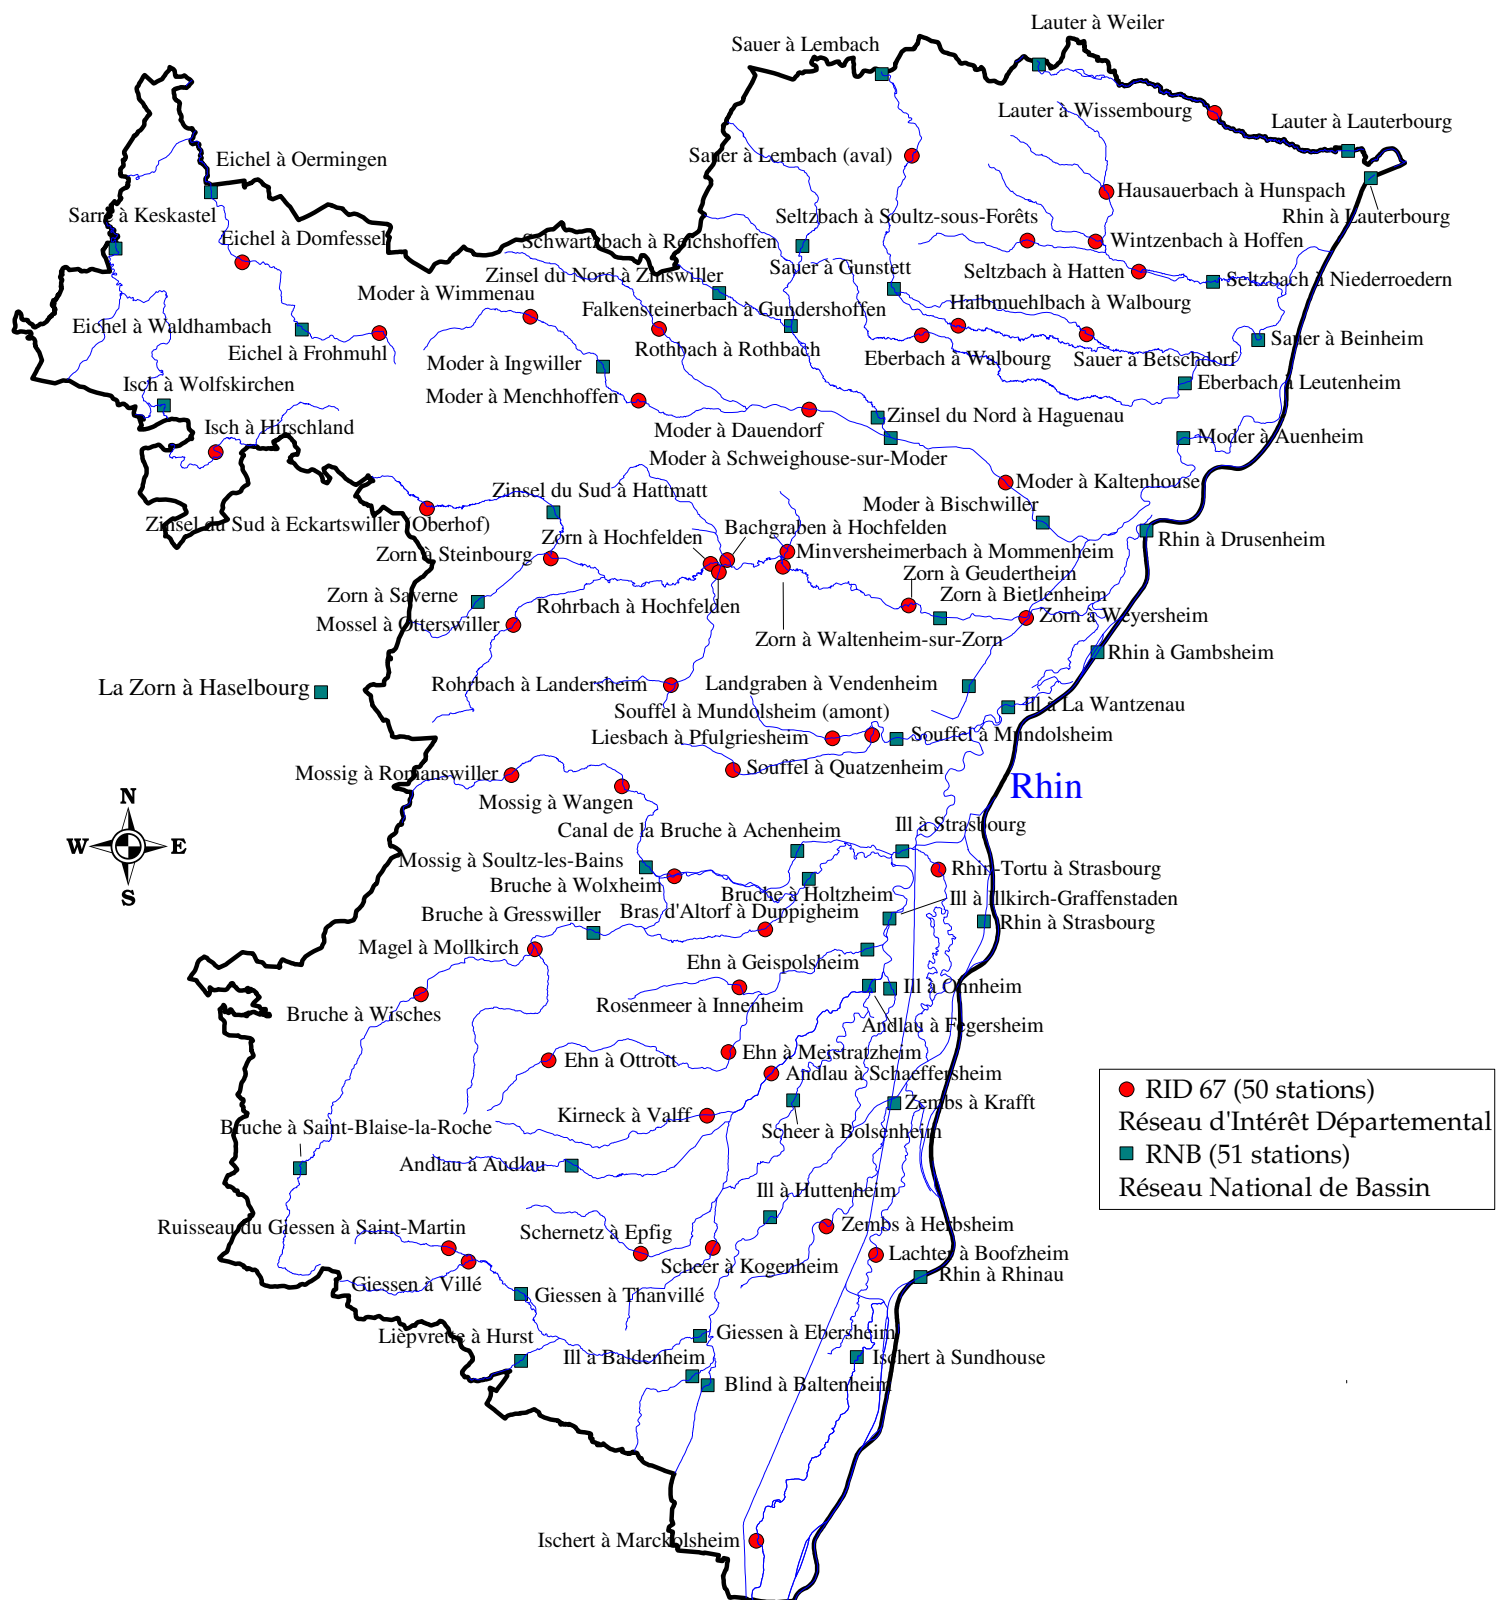 Lauter à Weiler
Sauer à Lembach
Lauter à Wissembourg
Lauter à Lauterbourg
Sauer à Lembach (aval)
Eichel à Oermingen
Hausauerbach à Hunspach
Rhin à Lauterbourg
Sarre à Keskastel
Seltzbach à Soultz-sous-Forêts
Eichel à Domfessel
Schwartzbach à Reichshoffen
Wintzenbach à Hoffen
Sauer à Gunstett
Seltzbach à Hatten
Zinsel du Nord à Zinswiller
Seltzbach à Niederroedern
Moder à Wimmenau
Halbmuehlbach à Walbourg
Falkensteinerbach à Gundershoffen
Eichel à Waldhambach
Sauer à Beinheim
Eichel à Frohmuhl
Rothbach à Rothbach
Eberbach à Walbourg
Sauer à Betschdorf
Moder à Ingwiller
Isch à Wolfskirchen
Eberbach à Leutenheim
Moder à Menchhoffen
Zinsel du Nord à Haguenau
Isch à Hirschland
Moder à Dauendorf
Moder à Auenheim
Moder à Schweighouse-sur-Moder
Moder à Kaltenhouse
Zinsel du Sud à Hattmatt
Moder à Bischwiller
Zinsel du Sud à Eckartswiller (Oberhof)
Bachgraben à Hochfelden
Zorn à Hochfelden
Rhin à Drusenheim
Zorn à Steinbourg
Minversheimerbach à Mommenheim
Zorn à Geudertheim
Zorn à Saverne
Zorn à Bietlenheim
Rohrbach à Hochfelden
Zorn à Weyersheim
Mossel à Otterswiller
Zorn à Waltenheim-sur-Zorn
Rhin à Gambsheim
La Zorn à Haselbourg
Rohrbach à Landersheim
Landgraben à Vendenheim
Ill à La Wantzenau
Souffel à Mundolsheim (amont)
Liesbach à Pfulgriesheim
Souffel à Mundolsheim
Mossig à Romanswiller
Souffel à Quatzenheim
Rhin
Mossig à Wangen
N
W
E
S
Canal de la Bruche à Achenheim
Ill à Strasbourg
Mossig à Soultz-les-Bains
Rhin-Tortu à Strasbourg
Bruche à Wolxheim
Bruche à Holtzheim
Ill à Illkirch-Graffenstaden
Bruche à Gresswiller
Bras d'Altorf à Duppigheim
Rhin à Strasbourg
Magel à Mollkirch
Ehn à Geispolsheim
Ill à Ohnheim
Rosenmeer à Innenheim
Bruche à Wisches
Andlau à Fegersheim
Ehn à Ottrott
Ehn à Meistratzheim
Andlau à Schaeffersheim
RID 67 (50 stations)
Réseau d'Intérêt Départemental
RNB (51 stations)
Réseau National de Bassin
Kirneck à Valff
Zembs à Krafft
Bruche à Saint-Blaise-la-Roche
Scheer à Bolsenheim
Andlau à Audlau
Ill à Huttenheim
Ruisseau du Giessen à Saint-Martin
Schernetz à Epfig
Zembs à Herbsheim
Scheer à Kogenheim
Lachter à Boofzheim
Giessen à Villé
Rhin à Rhinau
Giessen à Thanvillé
Lièpvrette à Hurst
Giessen à Ebersheim
Ill à Baldenheim
Ischert à Sundhouse
Blind à Baltenheim
Ischert à Marckolsheim